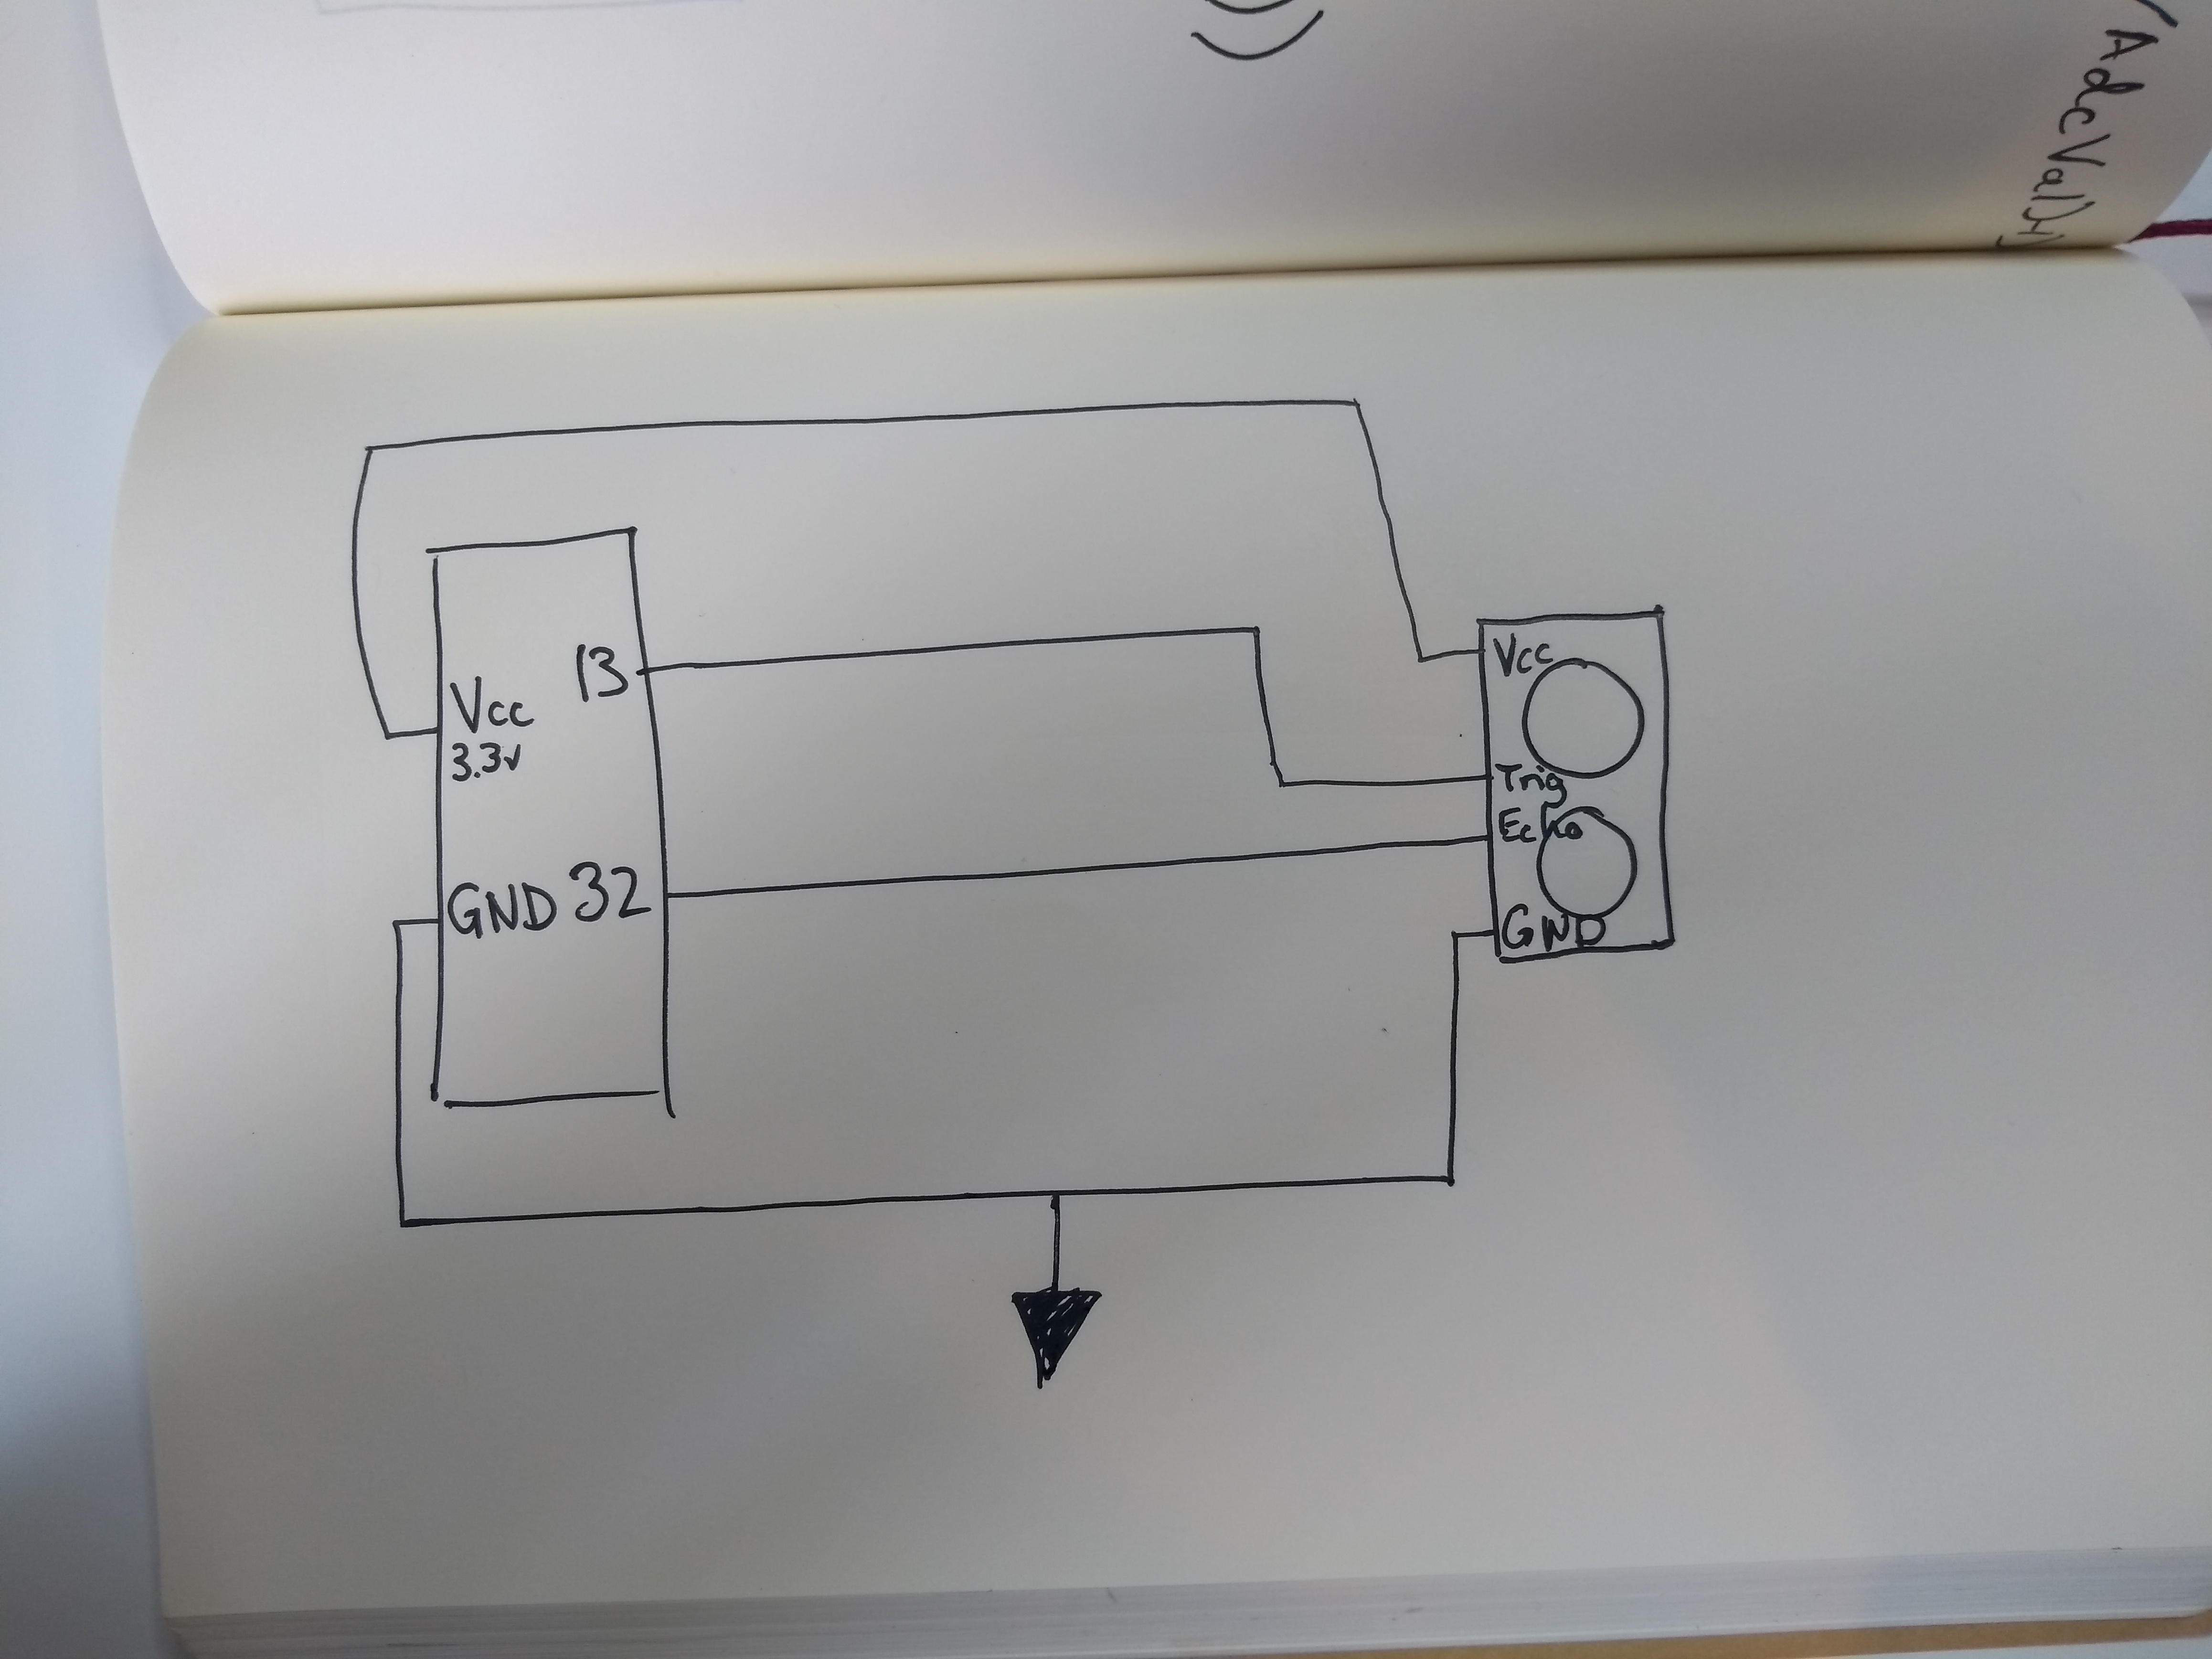 /AdcVal)+)
))
Vcc
3.3v
GND
13
32
Vcc
Trig
Echo
GND